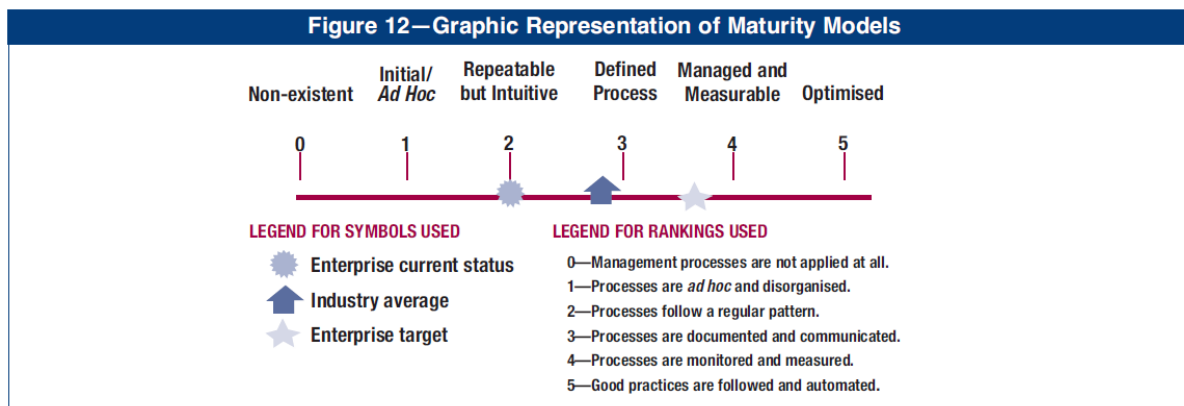 Figure 12—Graphic Representation of Maturity Models
Non-existent
Initial/
Ad Hoc
Repeatable
but Intuitive
Defined
Process
Managed and
Measurable
Optimised
0
1
2
3
4
5
LEGEND FOR SYMBOLS USED
Enterprise current status
Industry average
Enterprise target
LEGEND FOR RANKINGS USED
0—Management processes are not applied at all.
1—Processes are ad hoc and disorganised.
2—Processes follow a regular pattern.
3—Processes are documented and communicated.
4—Processes are monitored and measured.
5—Good practices are followed and automated.